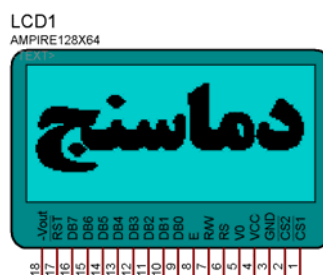 LCD1
AMPIRE128X64
<TEXT>
دماسنج
-Vout
RST
DB7
DB6
DB5
DB4
DB3
DB2
DB1
DB0
E
R/W
RS
V0
VCC
GND
CS2
CS1
18
17
16
15
14
13
12
11
10
9
8
7
6
5
4
3
2
1